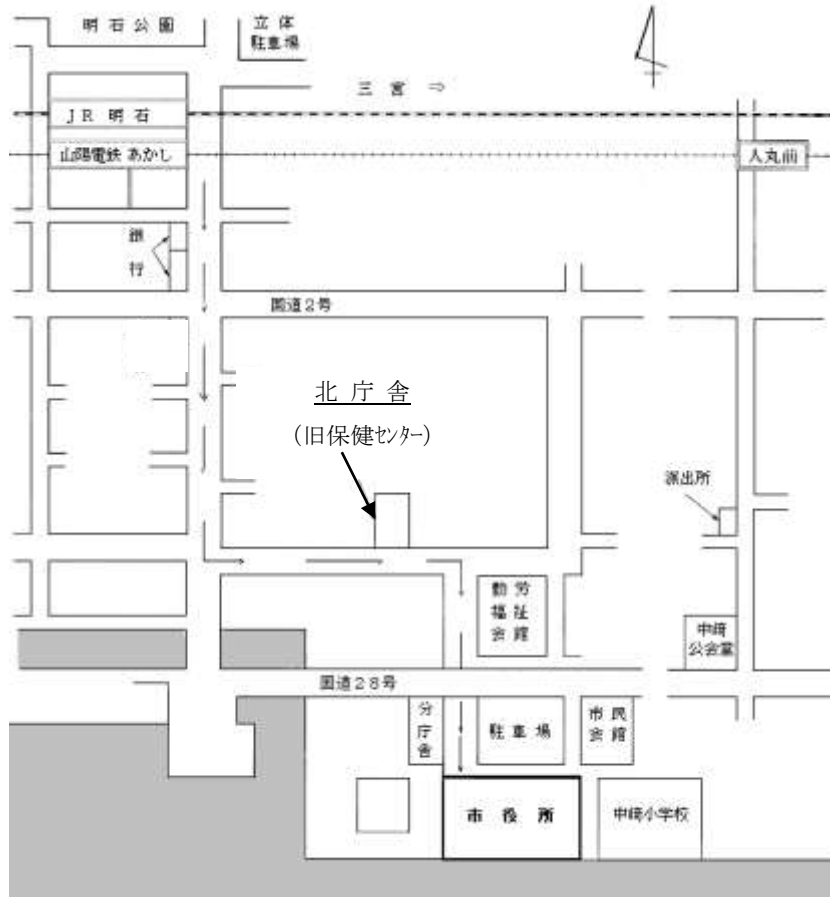 明石公園
立体
駐車場
三宮 ⇒
JR 明石
山陽電鉄 あかし
人丸前
銀
行
国道2号
北庁舎
(旧保健センター)
派出所
勤労
福祉
会館
中崎
公会堂
国道28号
分
庁
舎
駐車場
市民
会館
市役所
中崎小学校